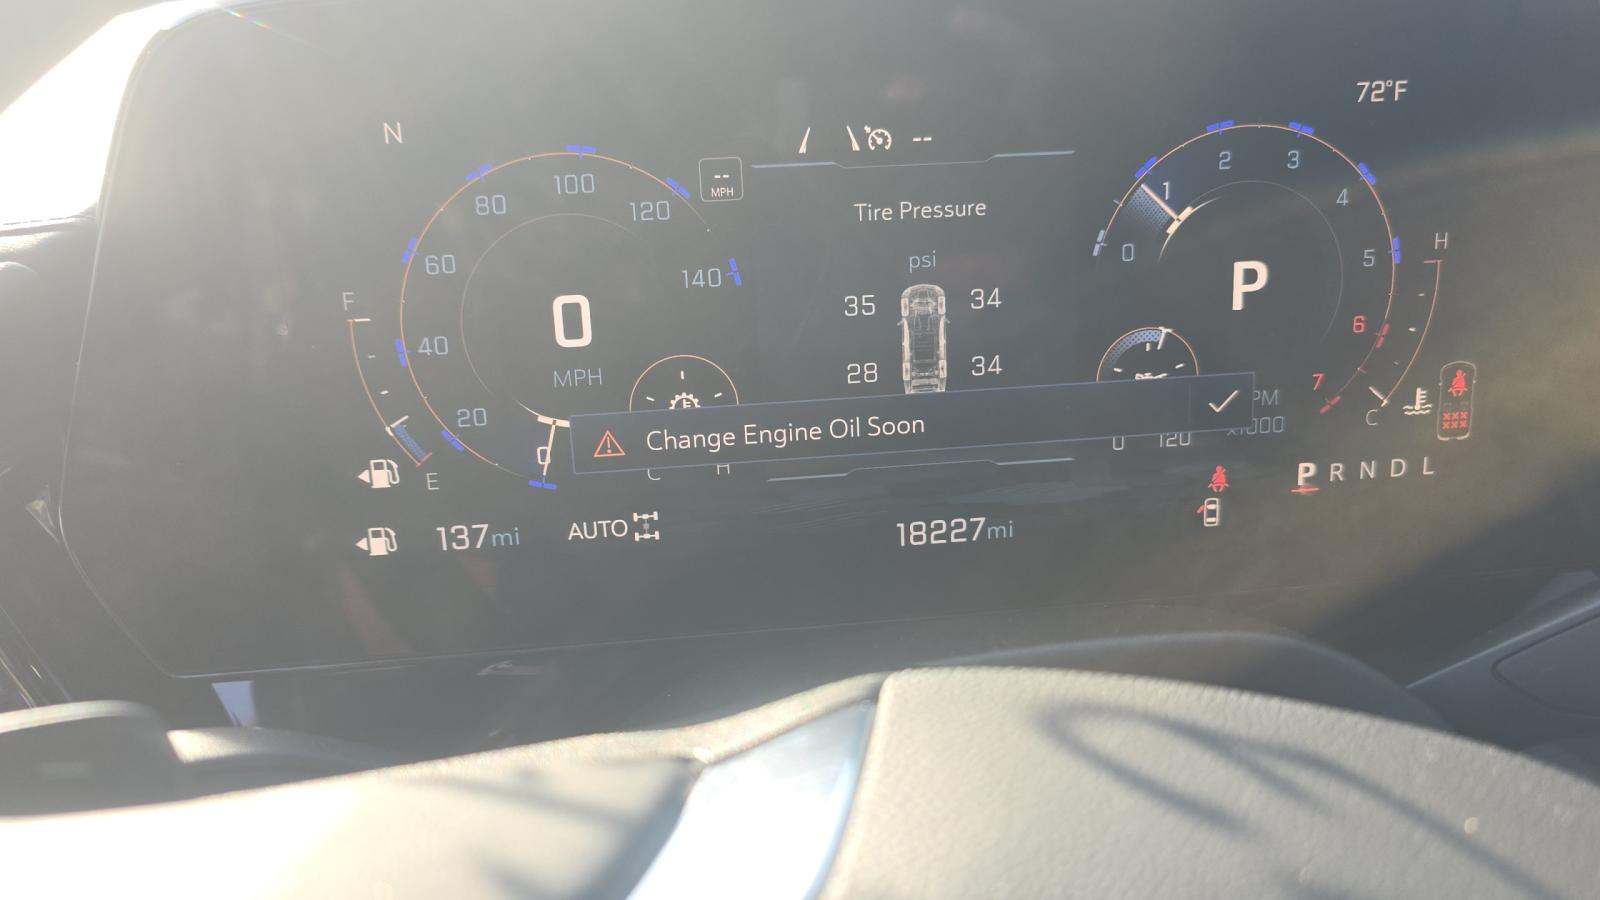 72°F
N
--
-- MPH
Tire Pressure
psi
35 34
28 34
F
E
0
20
40
60
80
100
120
140
0
MPH
C H
0
1
2
3
4
5
6
7
P
H
C
0 120
x1000
Change Engine Oil Soon
P R N D L
137mi
AUTO
18227mi